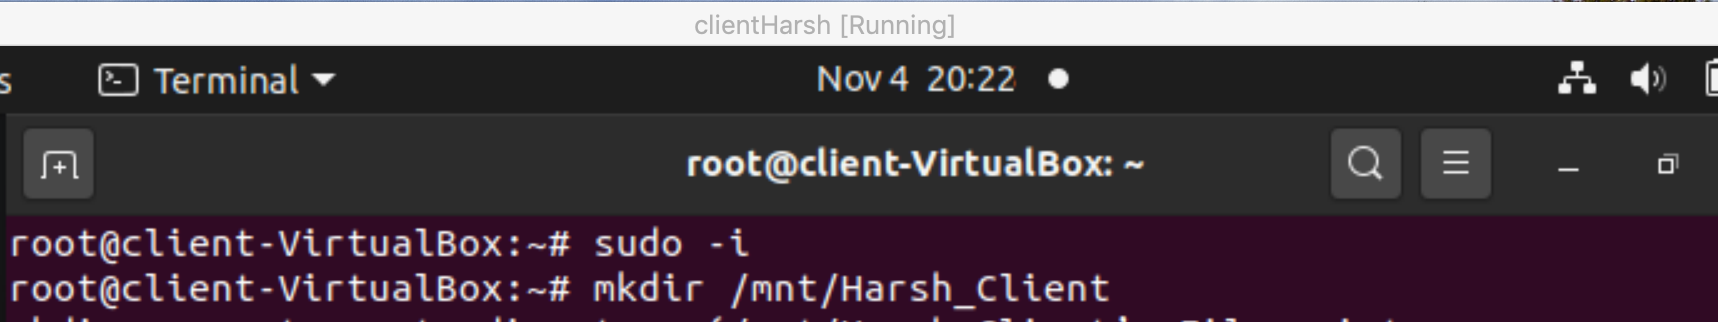 clientHarsh [Running]
s Terminal Nov 4 20:22
root@client-VirtualBox: ~
root@client-VirtualBox:~# sudo -i
root@client-VirtualBox:~# mkdir /mnt/Harsh_Client